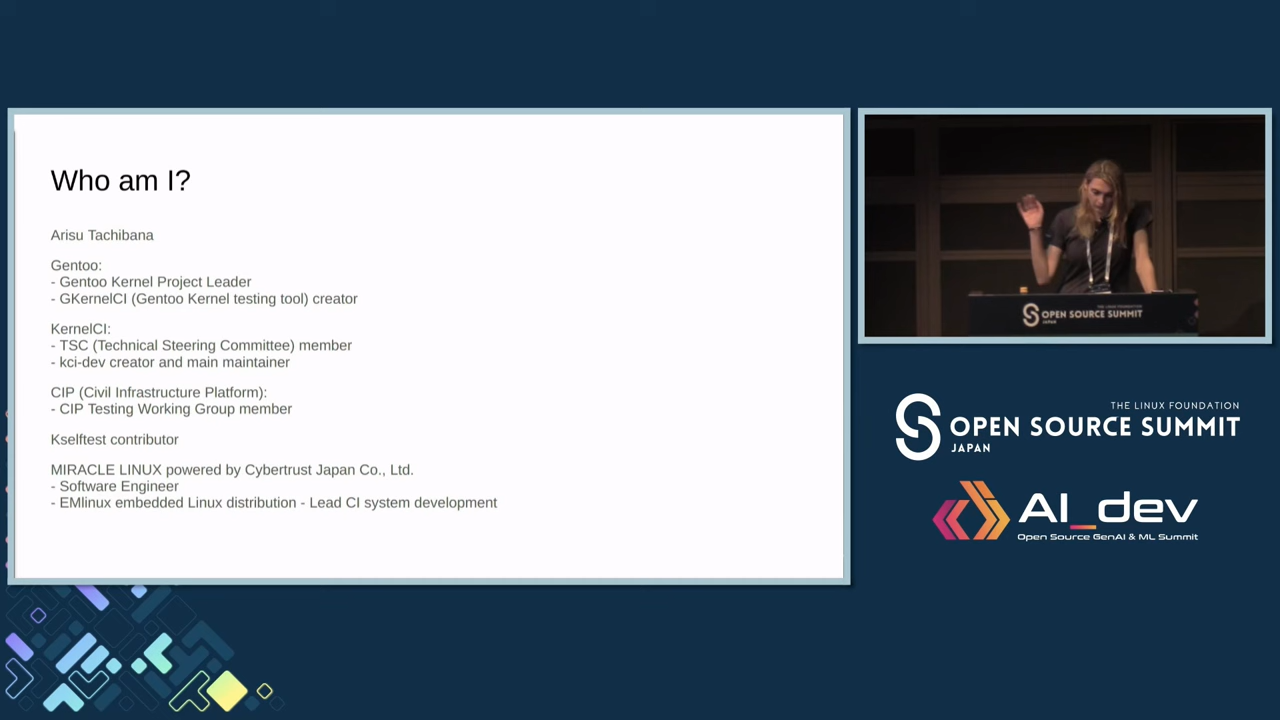 Who am I?
Arisu Tachibana
Gentoo:
- Gentoo Kernel Project Leader
- GKernelCI (Gentoo Kernel testing tool) creator
KernelCI:
- TSC (Technical Steering Committee) member
- kci-dev creator and main maintainer
CIP (Civil Infrastructure Platform):
- CIP Testing Working Group member
Kselftest contributor
MIRACLE LINUX powered by Cybertrust Japan Co., Ltd.
- Software Engineer
- EMlinux embedded Linux distribution - Lead CI system development
THE LINUX FOUNDATION
OPEN SOURCE SUMMIT
JAPAN
THE LINUX FOUNDATION
OPEN SOURCE SUMMIT
JAPAN
AI_dev
Open Source GenAI & ML Summit